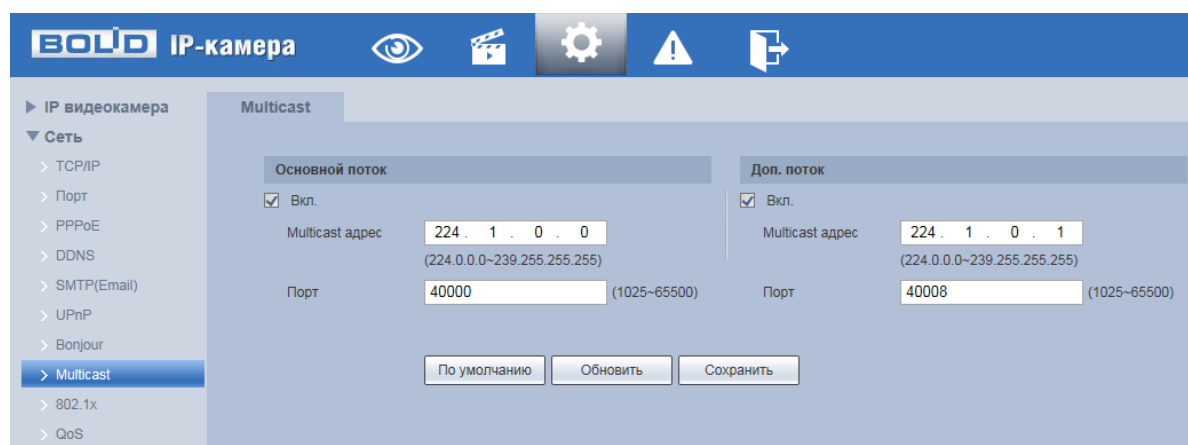 BOLID IP-камера
IP видеокамера
Multicast
Сеть
TCP/IP
Порт
PPPoE
DDNS
SMTP(Email)
UPnP
Bonjour
Multicast
802.1x
QoS
Основной поток
Вкл.
Multicast адрес 224 . 1 . 0 . 0
(224.0.0.0~239.255.255.255)
Порт 40000 (1025~65500)
Доп. поток
Вкл.
Multicast адрес 224 . 1 . 0 . 1
(224.0.0.0~239.255.255.255)
Порт 40008 (1025~65500)
По умолчанию Обновить Сохранить